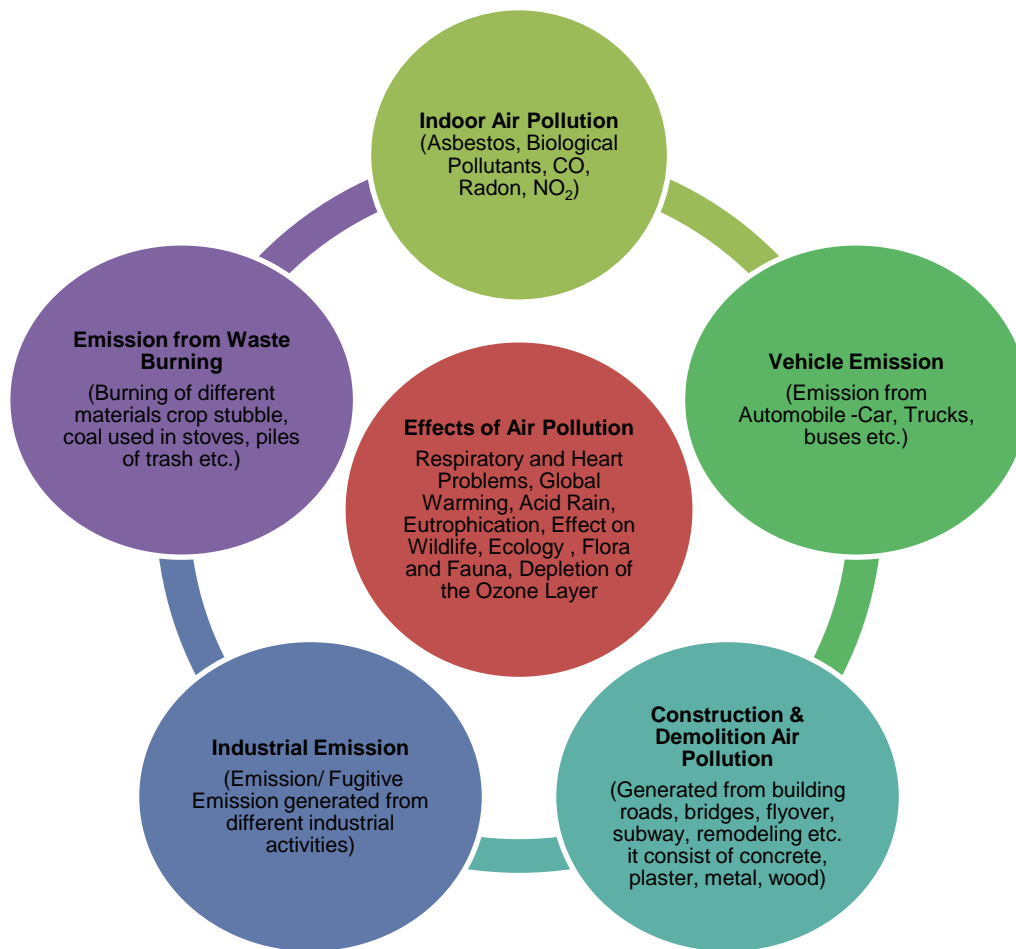 Indoor Air Pollution
(Asbestos, Biological
Pollutants, CO,
Radon, NO₂)
Vehicle Emission
(Emission from
Automobile -Car, Trucks,
buses etc.)
Construction &
Demolition Air
Pollution
(Generated from building
roads, bridges, flyover,
subway, remodeling etc.
it consist of concrete,
plaster, metal, wood)
Industrial Emission
(Emission/ Fugitive
Emission generated from
different industrial
activities)
Emission from Waste
Burning
(Burning of different
materials crop stubble,
coal used in stoves, piles
of trash etc.)
Effects of Air Pollution
Respiratory and Heart
Problems, Global
Warming, Acid Rain,
Eutrophication, Effect on
Wildlife, Ecology , Flora
and Fauna, Depletion of
the Ozone Layer